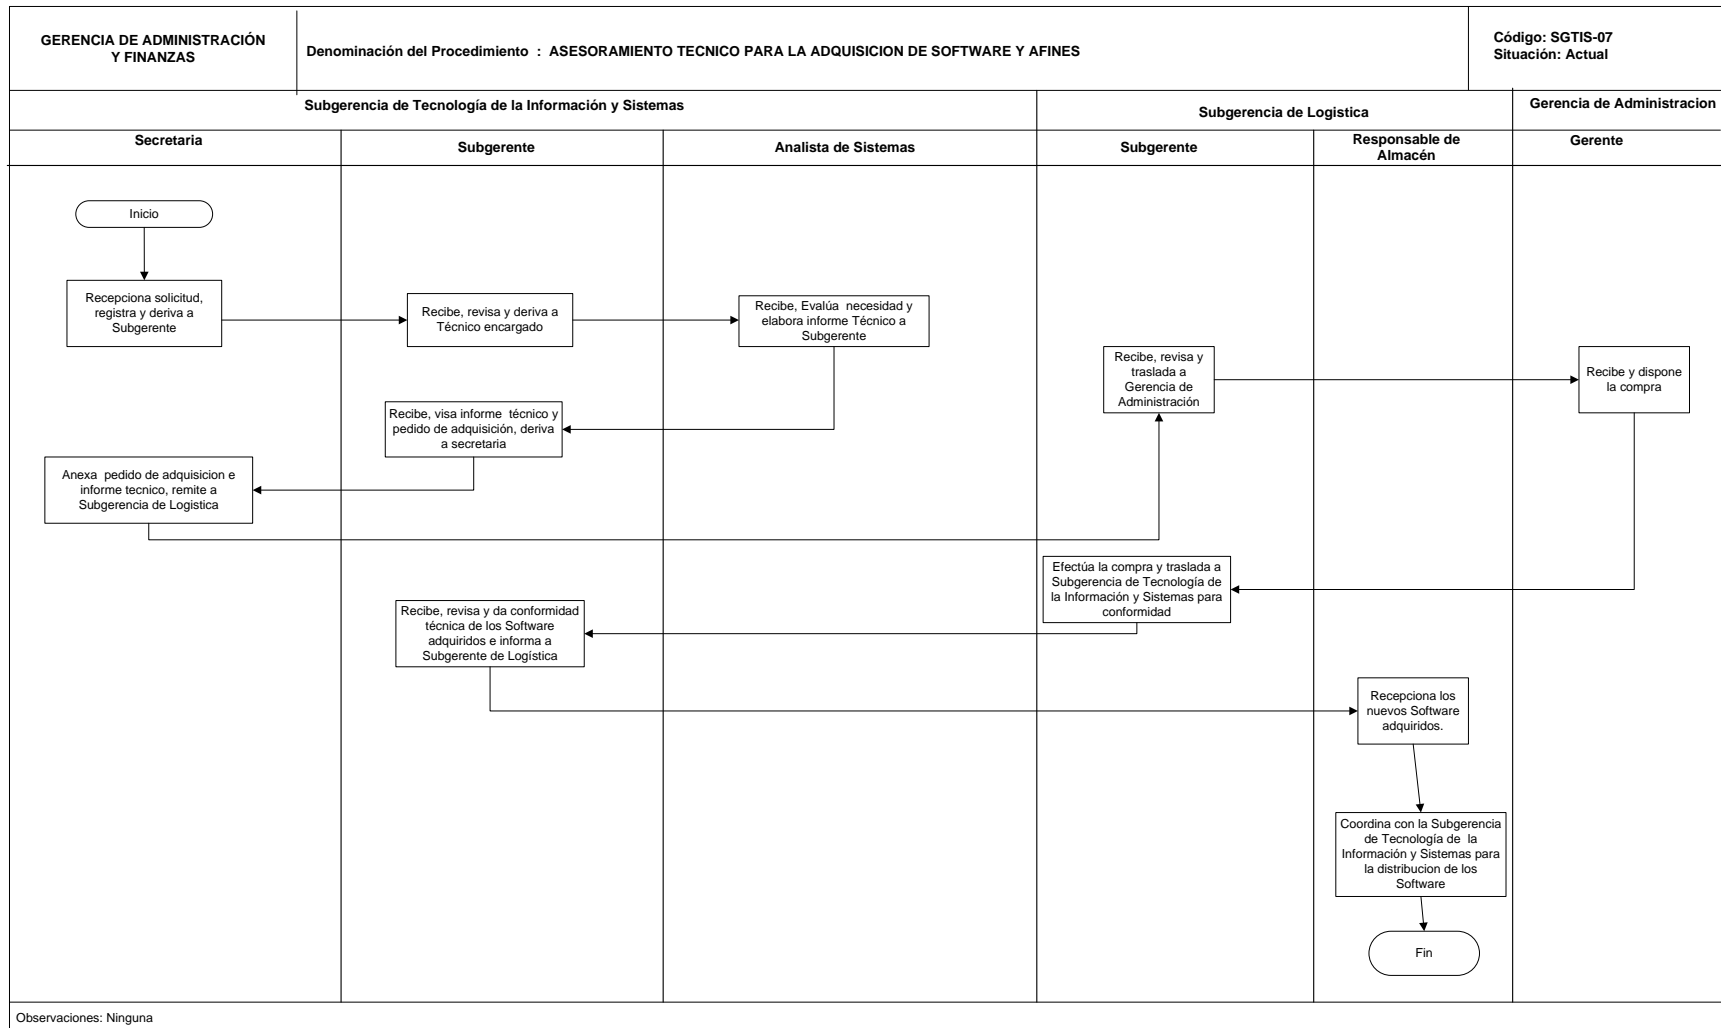 GERENCIA DE ADMINISTRACIÓN
Y FINANZAS
Denominación del Procedimiento : ASESORAMIENTO TECNICO PARA LA ADQUISICION DE SOFTWARE Y AFINES
Código: SGTIS-07
Situación: Actual
Subgerencia de Tecnología de la Información y Sistemas
Subgerencia de Logistica
Gerencia de Administracion
Secretaria
Subgerente
Analista de Sistemas
Subgerente
Responsable de
Almacén
Gerente
Inicio
Recepciona solicitud,
registra y deriva a
Subgerente
Recibe, revisa y deriva a
Técnico encargado
Recibe, Evalúa necesidad y
elabora informe Técnico a
Subgerente
Recibe, visa informe técnico y
pedido de adquisición, deriva
a secretaria
Anexa pedido de adquisicion e
informe tecnico, remite a
Subgerencia de Logistica
Recibe, revisa y
traslada a
Gerencia de
Administración
Recibe y dispone
la compra
Efectúa la compra y traslada a
Subgerencia de Tecnología de
la Información y Sistemas para
conformidad
Recibe, revisa y da conformidad
técnica de los Software
adquiridos e informa a
Subgerente de Logística
Recepciona los
nuevos Software
adquiridos.
Coordina con la Subgerencia
de Tecnología de la
Información y Sistemas para
la distribucion de los
Software
Fin
Observaciones: Ninguna